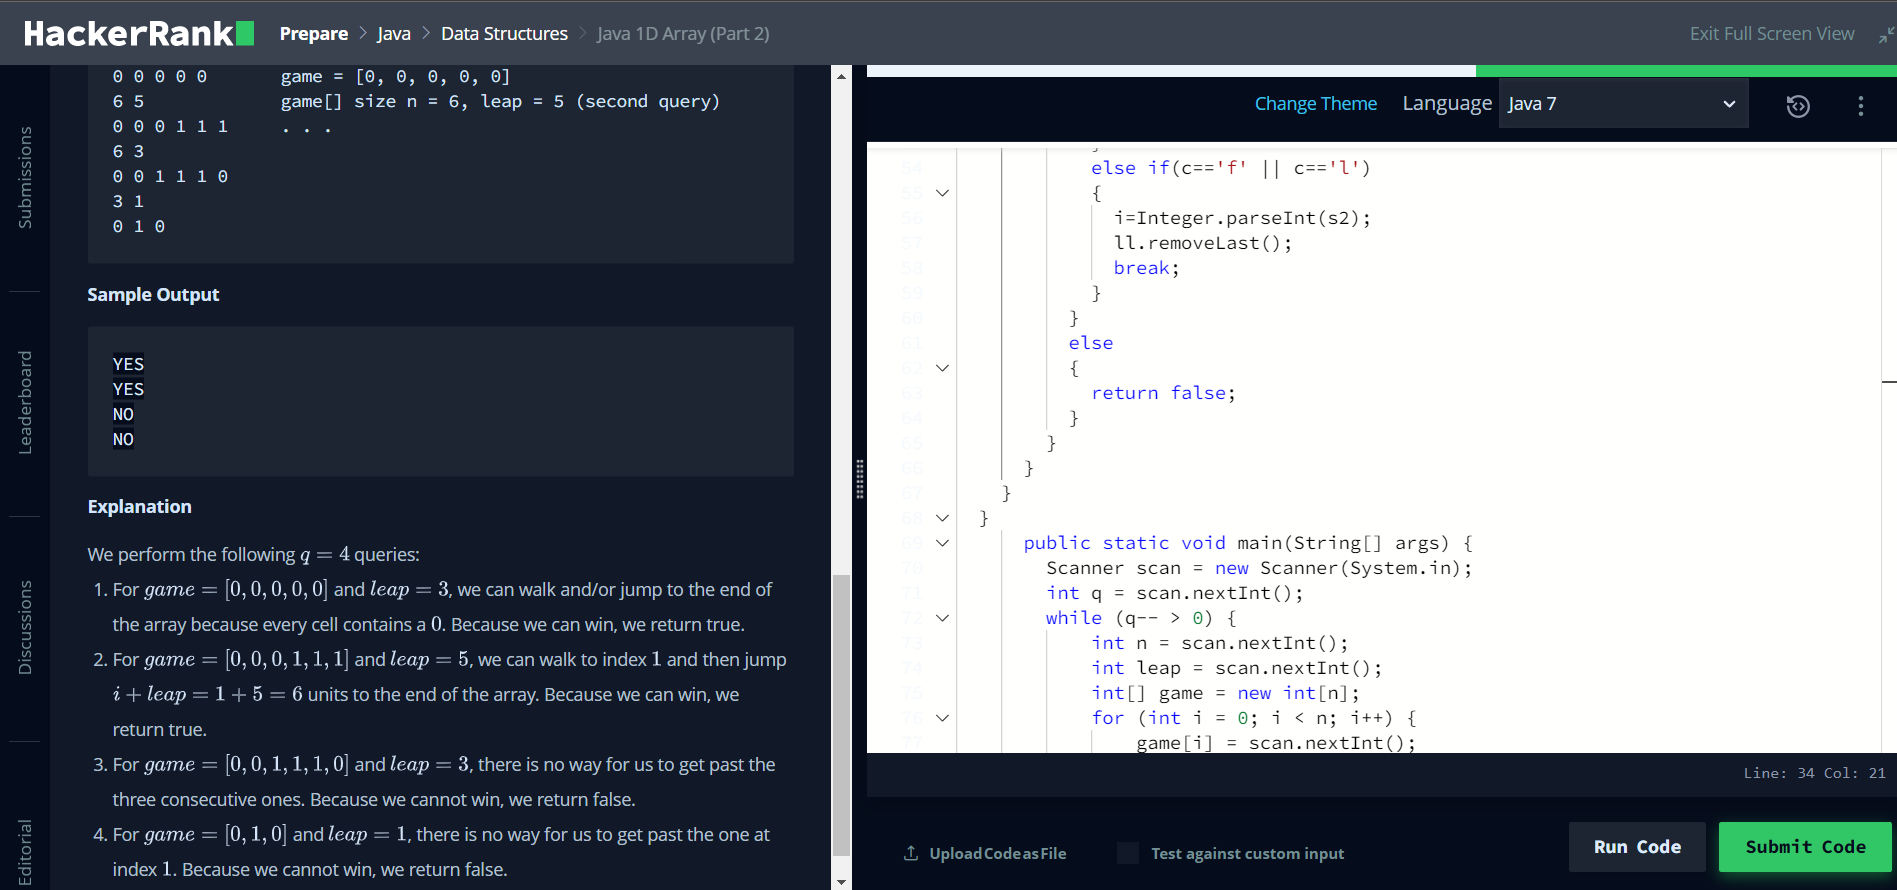 HackerRank
Prepare > Java > Data Structures > Java 1D Array (Part 2)
Exit Full Screen View
Submissions
Leaderboard
Discussions
Editorial
0 0 0 0 0 game = [0, 0, 0, 0, 0]
6 5 game[] size n = 6, leap = 5 (second query)
0 0 0 1 1 1 . . .
6 3
0 0 1 1 1 0
3 1
0 1 0
Sample Output
YES
YES
NO
NO
Explanation
We perform the following q = 4 queries:
1. For game = [0, 0, 0, 0, 0] and leap = 3, we can walk and/or jump to the end of
the array because every cell contains a 0. Because we can win, we return true.
2. For game = [0, 0, 0, 1, 1, 1] and leap = 5, we can walk to index 1 and then jump
i + leap = 1 + 5 = 6 units to the end of the array. Because we can win, we
return true.
3. For game = [0, 0, 1, 1, 1, 0] and leap = 3, there is no way for us to get past the
three consecutive ones. Because we cannot win, we return false.
4. For game = [0, 1, 0] and leap = 1, there is no way for us to get past the one at
index 1. Because we cannot win, we return false.
Change Theme Language Java 7
54 else if(c=='f' || c=='l')
55 {
56 i=Integer.parseInt(s2);
57 ll.removeLast();
58 break;
59 }
60 }
61 else
62 {
63 return false;
64 }
65 }
66 }
67 }
68 }
69 public static void main(String[] args) {
70 Scanner scan = new Scanner(System.in);
71 int q = scan.nextInt();
72 while (q-- > 0) {
73 int n = scan.nextInt();
74 int leap = scan.nextInt();
75 int[] game = new int[n];
76 for (int i = 0; i < n; i++) {
77 game[i] = scan.nextInt();
Line: 34 Col: 21
Upload Code as File
Test against custom input
Run Code
Submit Code